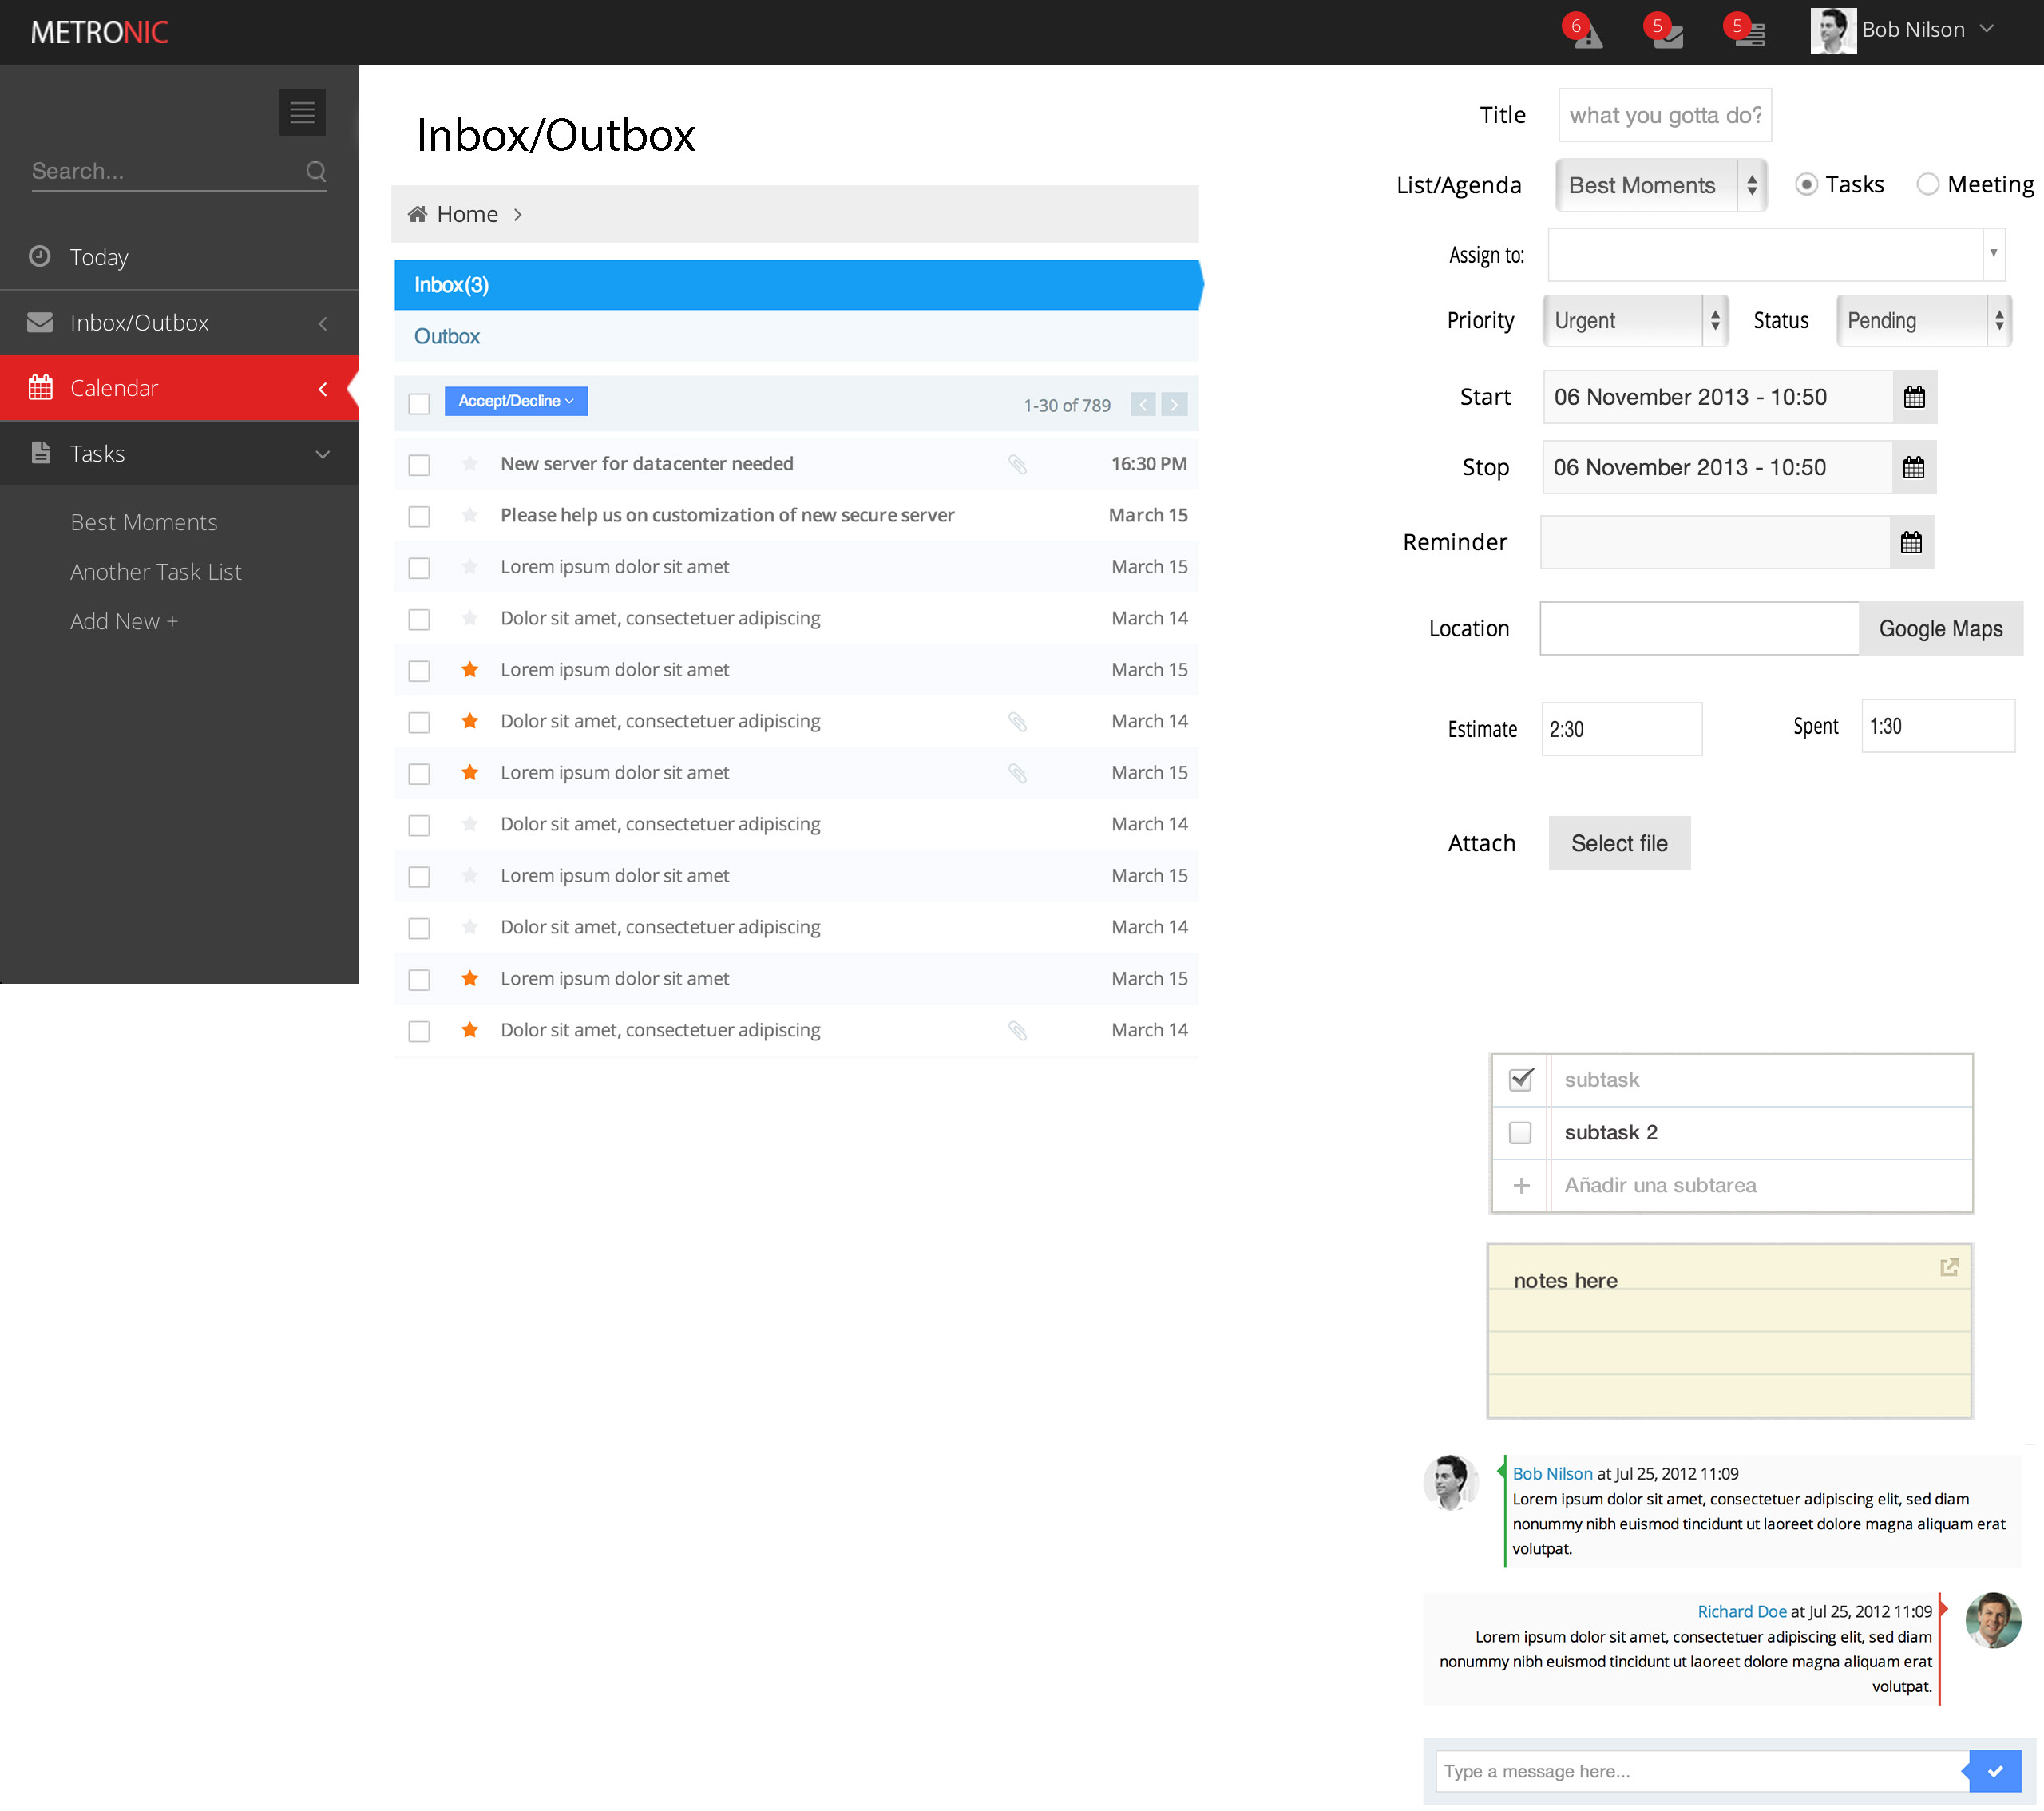 METRONIC
6
5
5
Bob Nilson
Search...
Today
Inbox/Outbox
Calendar
Tasks
Best Moments
Another Task List
Add New +
Inbox/Outbox
Home
Inbox(3)
Outbox
Accept/Decline
1-30 of 789
New server for datacenter needed 16:30 PM
Please help us on customization of new secure server March 15
Lorem ipsum dolor sit amet March 15
Dolor sit amet, consectetuer adipiscing March 14
Lorem ipsum dolor sit amet March 15
Dolor sit amet, consectetuer adipiscing March 14
Lorem ipsum dolor sit amet March 15
Dolor sit amet, consectetuer adipiscing March 14
Lorem ipsum dolor sit amet March 15
Dolor sit amet, consectetuer adipiscing March 14
Lorem ipsum dolor sit amet March 15
Dolor sit amet, consectetuer adipiscing March 14
Title what you gotta do?
List/Agenda Best Moments Tasks Meeting
Assign to:
Priority Urgent Status Pending
Start 06 November 2013 - 10:50
Stop 06 November 2013 - 10:50
Reminder
Location Google Maps
Estimate 2:30 Spent 1:30
Attach Select file
subtask
subtask 2
+ Añadir una subtarea
notes here
Bob Nilson at Jul 25, 2012 11:09
Lorem ipsum dolor sit amet, consectetuer adipiscing elit, sed diam
nonummy nibh euismod tincidunt ut laoreet dolore magna aliquam erat
volutpat.
Richard Doe at Jul 25, 2012 11:09
Lorem ipsum dolor sit amet, consectetuer adipiscing elit, sed diam
nonummy nibh euismod tincidunt ut laoreet dolore magna aliquam erat
volutpat.
Type a message here...